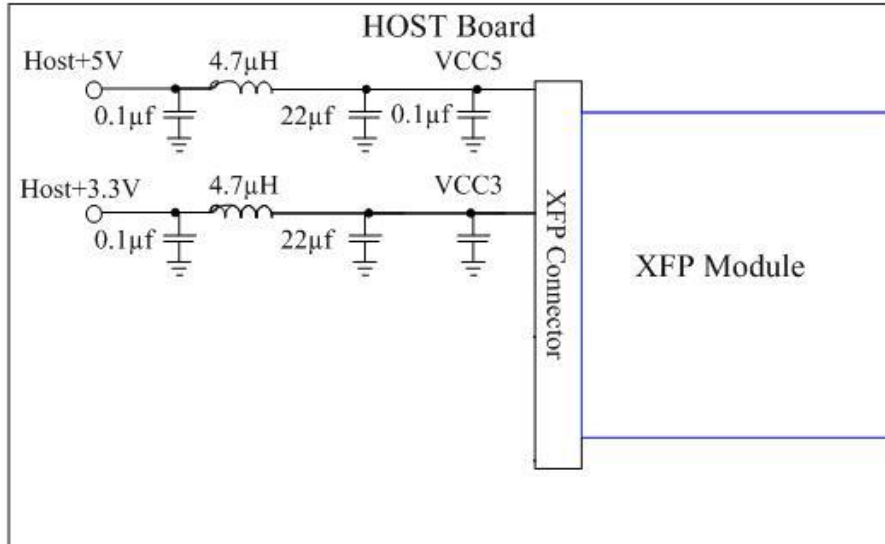 HOST Board
Host+5V
4.7µH
VCC5
0.1µf
22µf
0.1µf
Host+3.3V
4.7µH
VCC3
0.1µf
22µf
XFP Connector
XFP Module